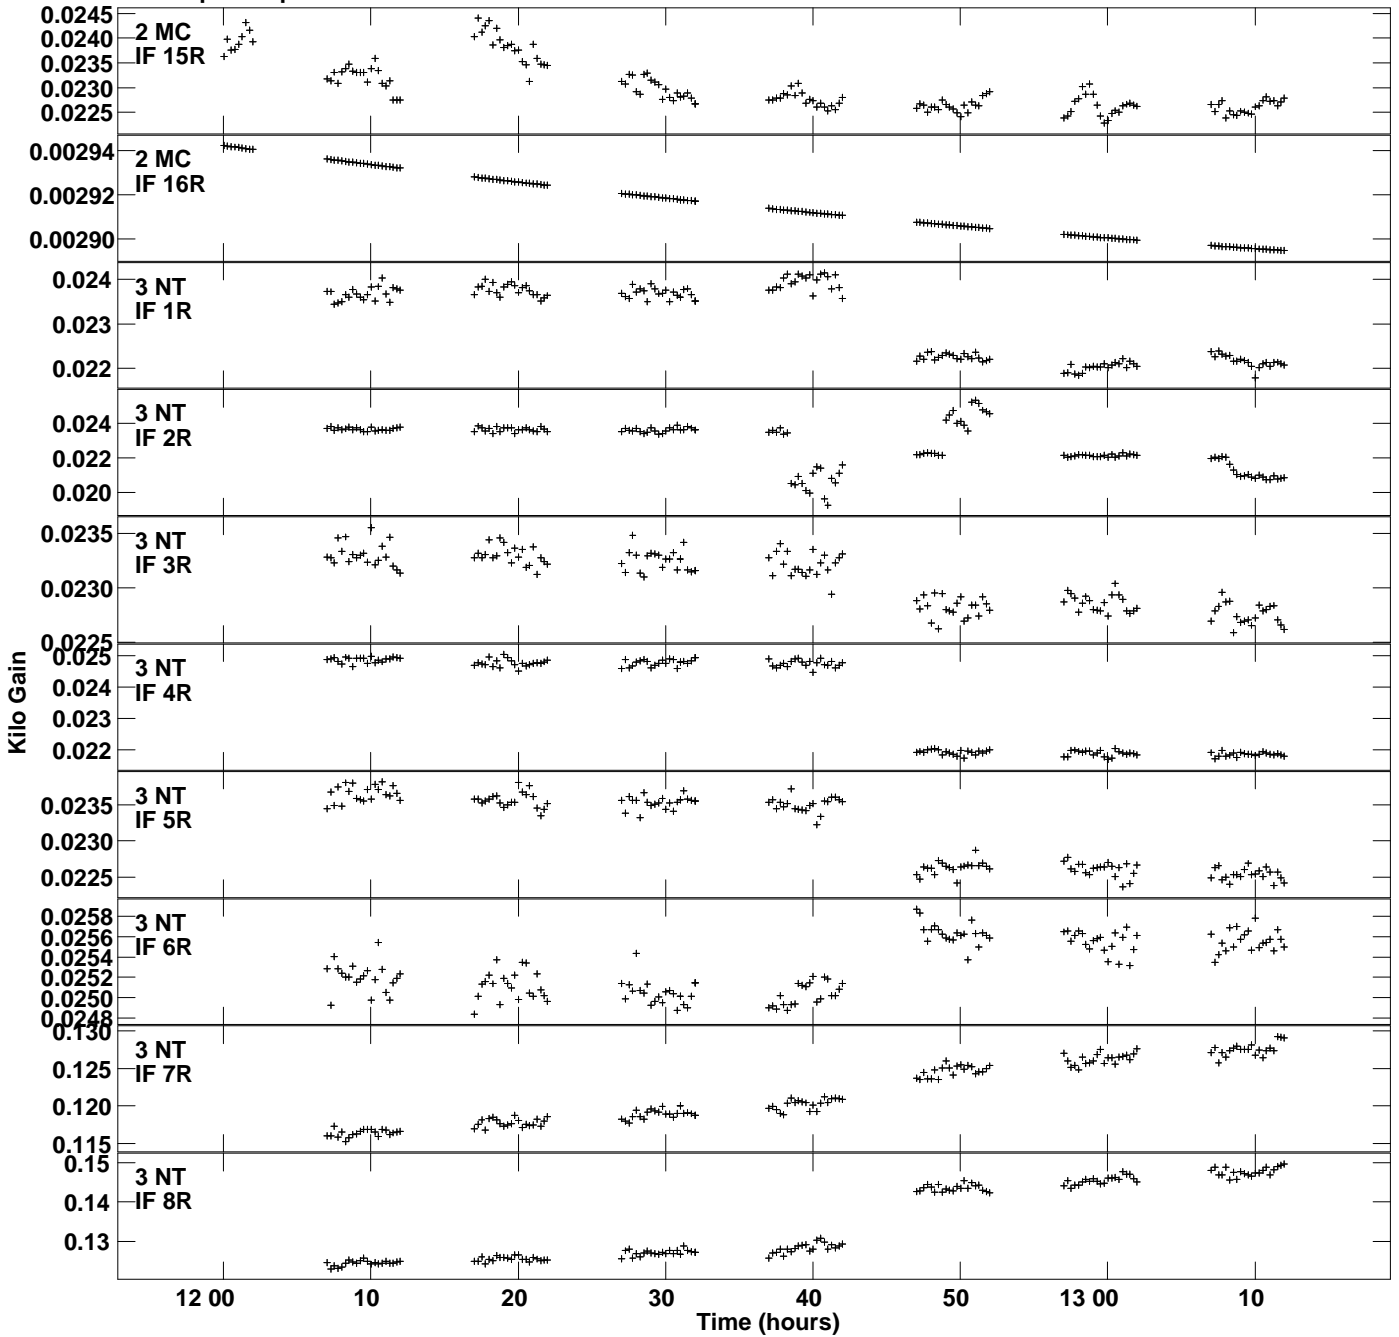 0.0245
0.0240
0.0235
0.0230
0.0225
2 MC
IF 15R
0.00294
0.00292
0.00290
2 MC
IF 16R
0.024
0.023
0.022
3 NT
IF 1R
0.024
0.022
0.020
3 NT
IF 2R
0.0235
0.0230
0.0225
3 NT
IF 3R
0.025
0.024
0.023
0.022
3 NT
IF 4R
0.0235
0.0230
0.0225
3 NT
IF 5R
0.0258
0.0256
0.0254
0.0252
0.0250
0.0248
3 NT
IF 6R
0.130
0.125
0.120
0.115
3 NT
IF 7R
0.15
0.14
0.13
3 NT
IF 8R
Kilo Gain
12 00 10 20 30 40 50 13 00 10
Time (hours)